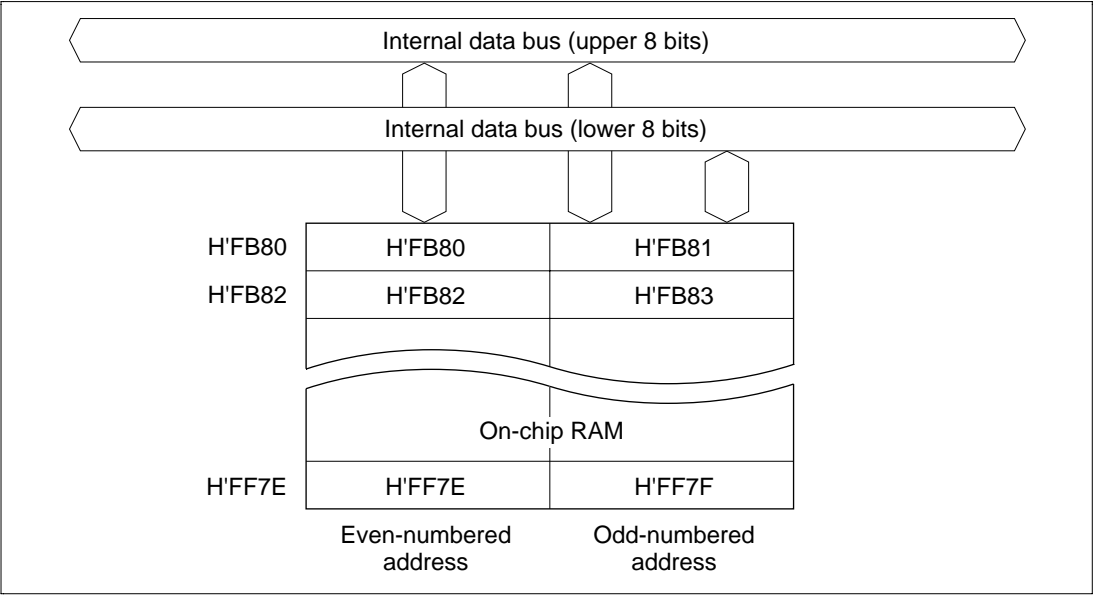 Internal data bus (upper 8 bits)
Internal data bus (lower 8 bits)
H'FB80 H'FB80 H'FB81
H'FB82 H'FB82 H'FB83
On-chip RAM
H'FF7E H'FF7E H'FF7F
Even-numbered Odd-numbered
address address